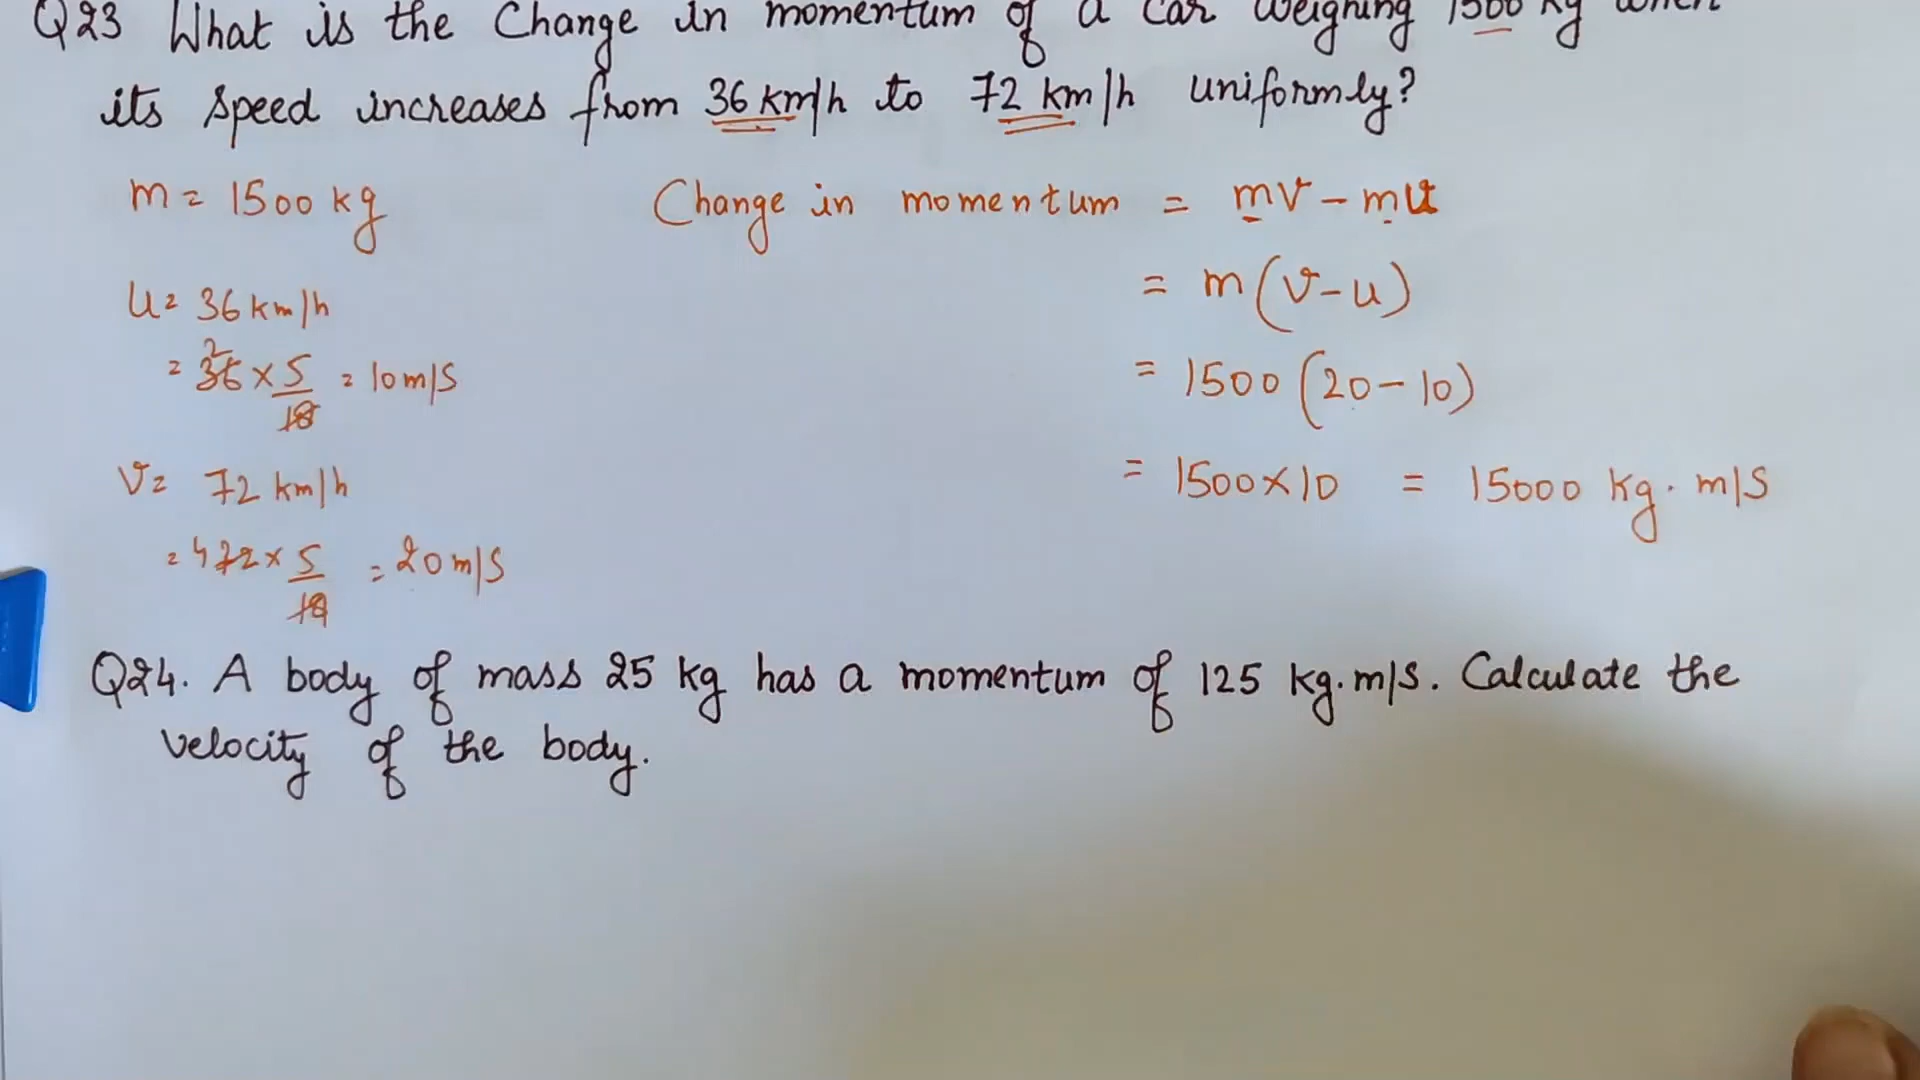 Q23 What is the Change in momentum of a Car Weighing 1500 kg when
its speed increases from 36 km/h to 72 km/h uniformly?
m = 1500 kg
U = 36 km/h
= 36 × 5/18 = 10 m/s
2
V = 72 km/h
= 4 72 × 5/18 = 20 m/s
Change in momentum = mv - mu
= m (v-u)
= 1500 (20-10)
= 1500×10 = 15000 kg. m/s
Q24. A body of mass 25 kg has a momentum of 125 kg.m/s. Calculate the
velocity of the body.